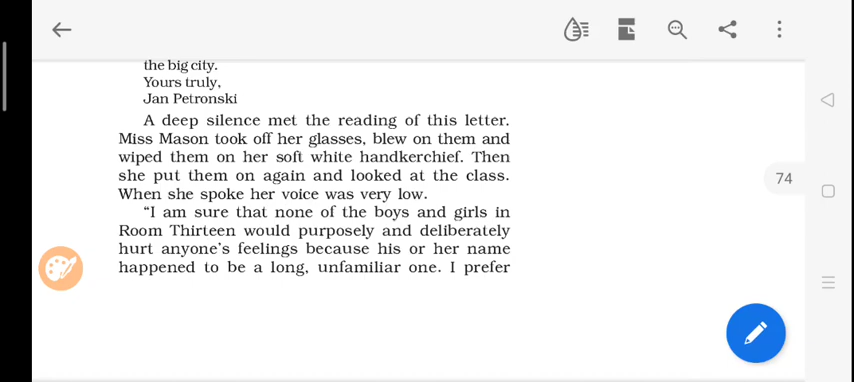 the big city.
Yours truly,
Jan Petronski
A deep silence met the reading of this letter.
Miss Mason took off her glasses, blew on them and
wiped them on her soft white handkerchief. Then
she put them on again and looked at the class.
When she spoke her voice was very low.
“I am sure that none of the boys and girls in
Room Thirteen would purposely and deliberately
hurt anyone’s feelings because his or her name
happened to be a long, unfamiliar one. I prefer
74